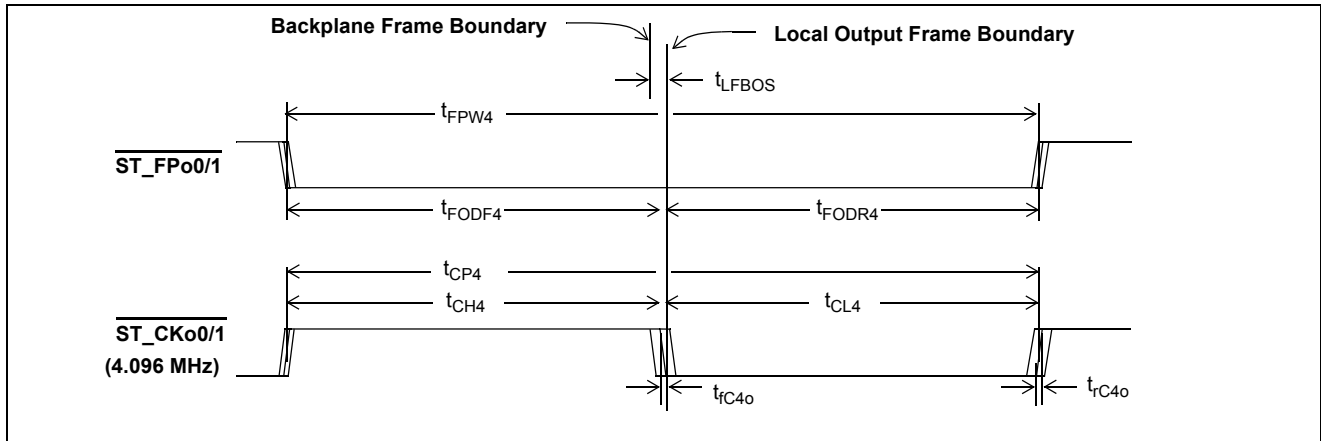 Backplane Frame Boundary
Local Output Frame Boundary
tLFBOS
tFPW4
ST_FPo0/1
tFODF4
tFODR4
tCP4
tCH4
tCL4
ST_CKo0/1
(4.096 MHz)
tfC4o
trC4o